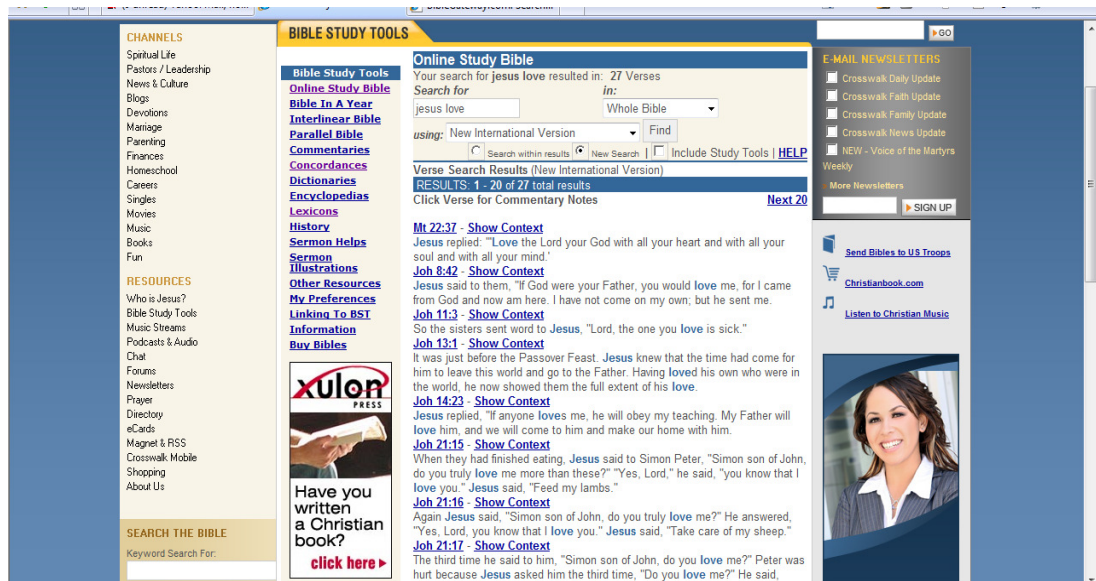 CHANNELS
Spiritual Life
Pastors / Leadership
News & Culture
Blogs
Devotions
Marriage
Parenting
Finances
Homeschool
Careers
Singles
Movies
Music
Books
Fun
RESOURCES
Who is Jesus?
Bible Study Tools
Music Streams
Podcasts & Audio
Chat
Forums
Newsletters
Prayer
Directory
eCards
Magnet & RSS
Crosswalk Mobile
Shopping
About Us
SEARCH THE BIBLE
Keyword Search For:
BIBLE STUDY TOOLS
Bible Study Tools
Online Study Bible
Bible In A Year
Interlinear Bible
Parallel Bible
Commentaries
Concordances
Dictionaries
Encyclopedias
Lexicons
History
Sermon Helps
Sermon
Illustrations
Other Resources
My Preferences
Linking To BST
Information
Buy Bibles
xulon
PRESS
Have you
written
a Christian
book?
click here
Online Study Bible
Your search for jesus love resulted in: 27 Verses
Search for in:
jesus love Whole Bible
using: New International Version Find
Search within results New Search | Include Study Tools | HELP
Verse Search Results (New International Version)
RESULTS: 1 - 20 of 27 total results
Click Verse for Commentary Notes Next 20
Mt 22:37 - Show Context
Jesus replied: "'Love the Lord your God with all your heart and with all your
soul and with all your mind.'
Joh 8:42 - Show Context
Jesus said to them, "If God were your Father, you would love me, for I came
from God and now am here. I have not come on my own; but he sent me.
Joh 11:3 - Show Context
So the sisters sent word to Jesus, "Lord, the one you love is sick."
Joh 13:1 - Show Context
It was just before the Passover Feast. Jesus knew that the time had come for
him to leave this world and go to the Father. Having loved his own who were in
the world, he now showed them the full extent of his love.
Joh 14:23 - Show Context
Jesus replied, "If anyone loves me, he will obey my teaching. My Father will
love him, and we will come to him and make our home with him.
Joh 21:15 - Show Context
When they had finished eating, Jesus said to Simon Peter, "Simon son of John,
do you truly love me more than these?" "Yes, Lord," he said, "you know that I
love you." Jesus said, "Feed my lambs."
Joh 21:16 - Show Context
Again Jesus said, "Simon son of John, do you truly love me?" He answered,
"Yes, Lord, you know that I love you." Jesus said, "Take care of my sheep."
Joh 21:17 - Show Context
The third time he said to him, "Simon son of John, do you love me?" Peter was
hurt because Jesus asked him the third time, "Do you love me?" He said,
GO
E-MAIL NEWSLETTERS
Crosswalk Daily Update
Crosswalk Faith Update
Crosswalk Family Update
Crosswalk News Update
NEW - Voice of the Martyrs
Weekly
More Newsletters
SIGN UP
Send Bibles to US Troops
Christianbook.com
Listen to Christian Music